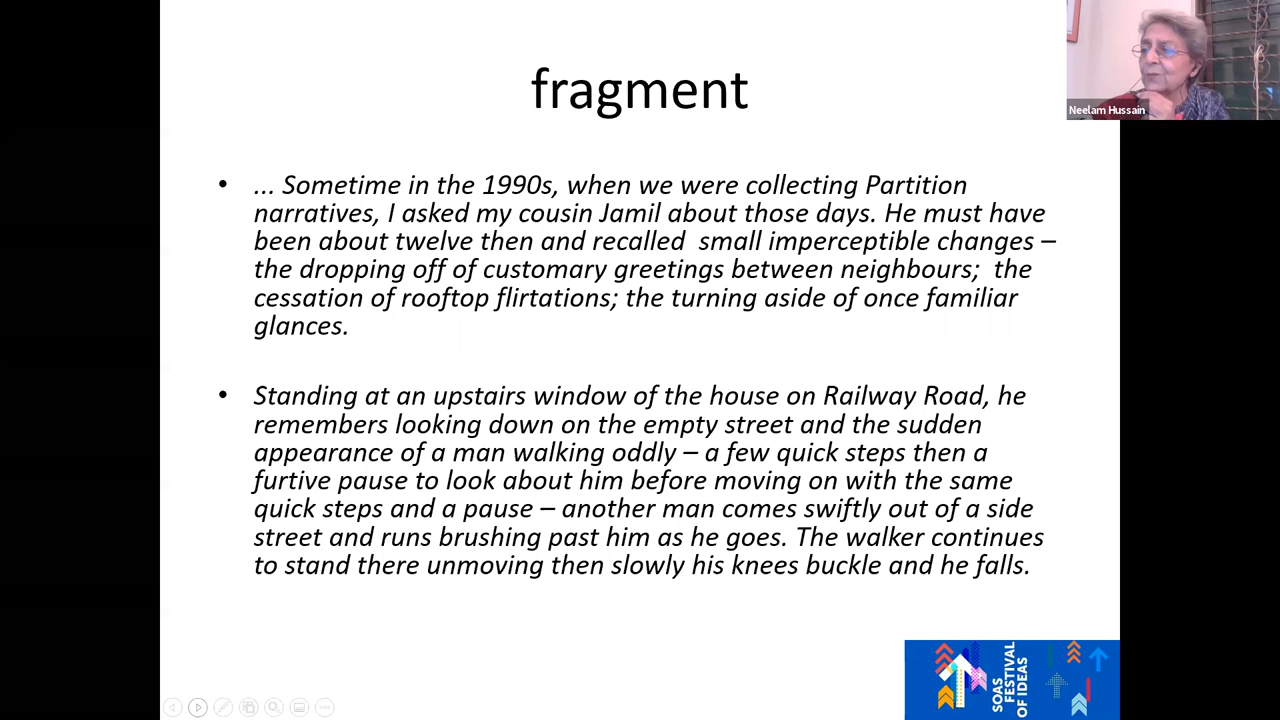 fragment
Neelam Hussain
• ... Sometime in the 1990s, when we were collecting Partition
narratives, I asked my cousin Jamil about those days. He must have
been about twelve then and recalled  small imperceptible changes –
the dropping off of customary greetings between neighbours;  the
cessation of rooftop flirtations; the turning aside of once familiar
glances.
• Standing at an upstairs window of the house on Railway Road, he
remembers looking down on the empty street and the sudden
appearance of a man walking oddly – a few quick steps then a
furtive pause to look about him before moving on with the same
quick steps and a pause – another man comes swiftly out of a side
street and runs brushing past him as he goes. The walker continues
to stand there unmoving then slowly his knees buckle and he falls.
SOAS
FESTIVAL
OF IDEAS